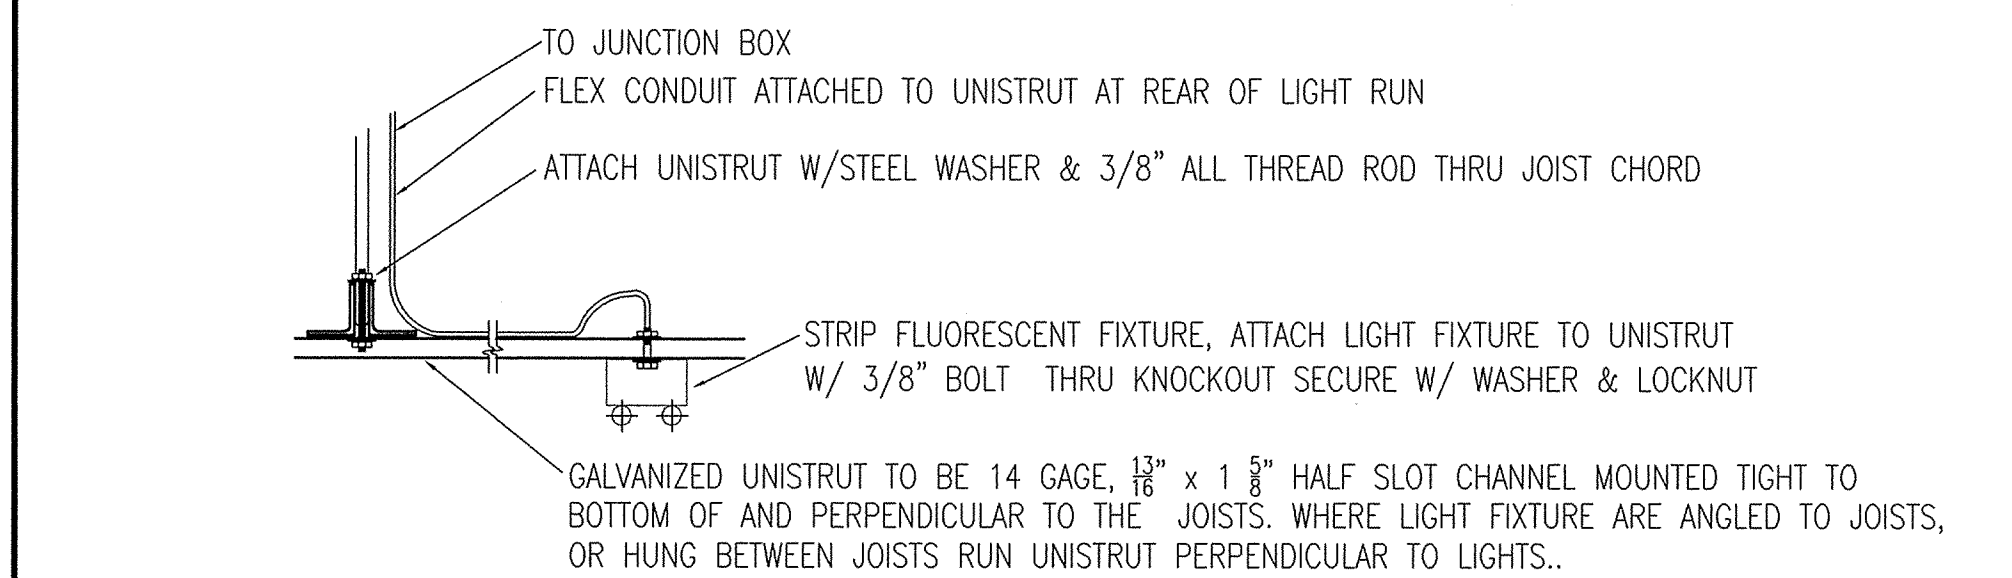 TO JUNCTION BOX
FLEX CONDUIT ATTACHED TO UNISTRUT AT REAR OF LIGHT RUN
ATTACH UNISTRUT W/STEEL WASHER & 3/8" ALL THREAD ROD THRU JOIST CHORD
STRIP FLUORESCENT FIXTURE, ATTACH LIGHT FIXTURE TO UNISTRUT
W/ 3/8" BOLT THRU KNOCKOUT SECURE W/ WASHER & LOCKNUT
GALVANIZED UNISTRUT TO BE 14 GAGE, 13/16" x 1 5/8" HALF SLOT CHANNEL MOUNTED TIGHT TO
BOTTOM OF AND PERPENDICULAR TO THE JOISTS. WHERE LIGHT FIXTURE ARE ANGLED TO JOISTS,
OR HUNG BETWEEN JOISTS RUN UNISTRUT PERPENDICULAR TO LIGHTS..